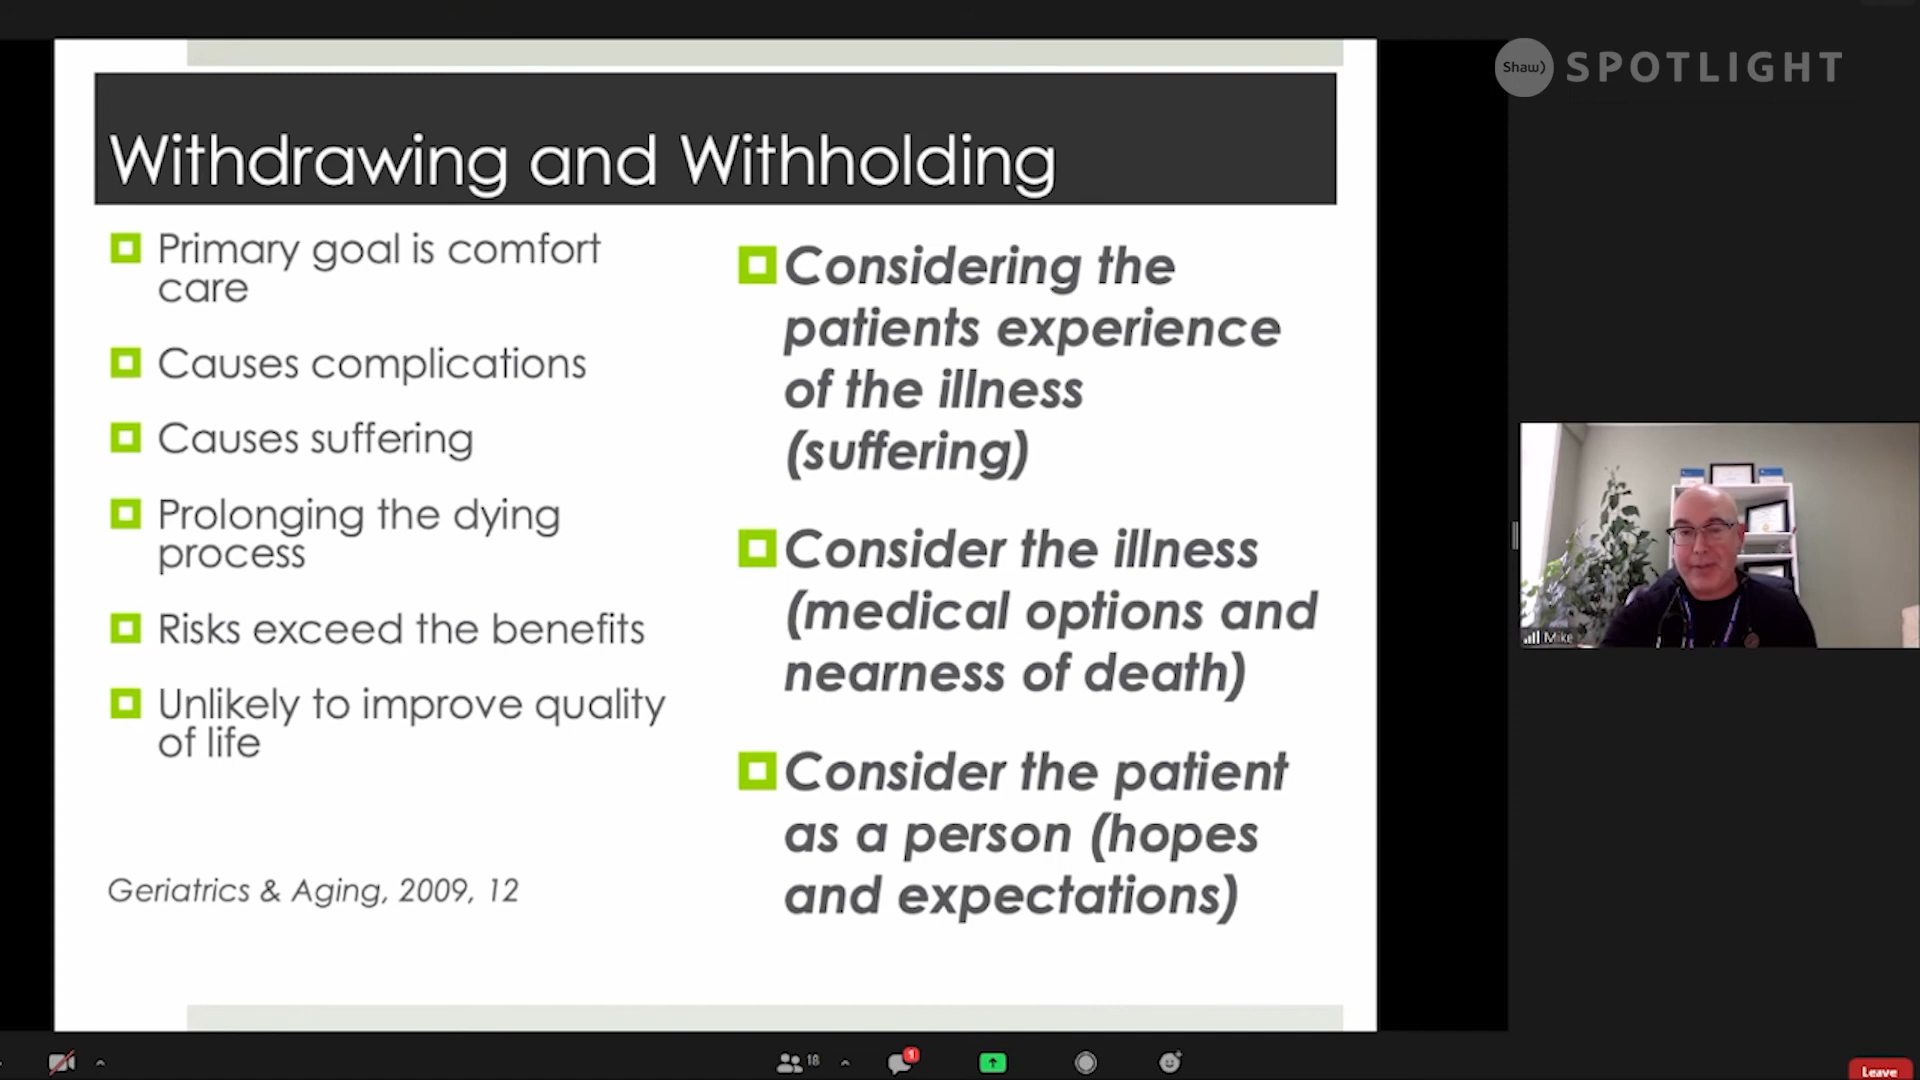 Shaw) SPOTLIGHT
Withdrawing and Withholding
Primary goal is comfort
care
Causes complications
Causes suffering
Prolonging the dying
process
Risks exceed the benefits
Unlikely to improve quality
of life
Geriatrics & Aging, 2009, 12
Considering the
patients experience
of the illness
(suffering)
Consider the illness
(medical options and
nearness of death)
Consider the patient
as a person (hopes
and expectations)
Mike
18
1
Leave